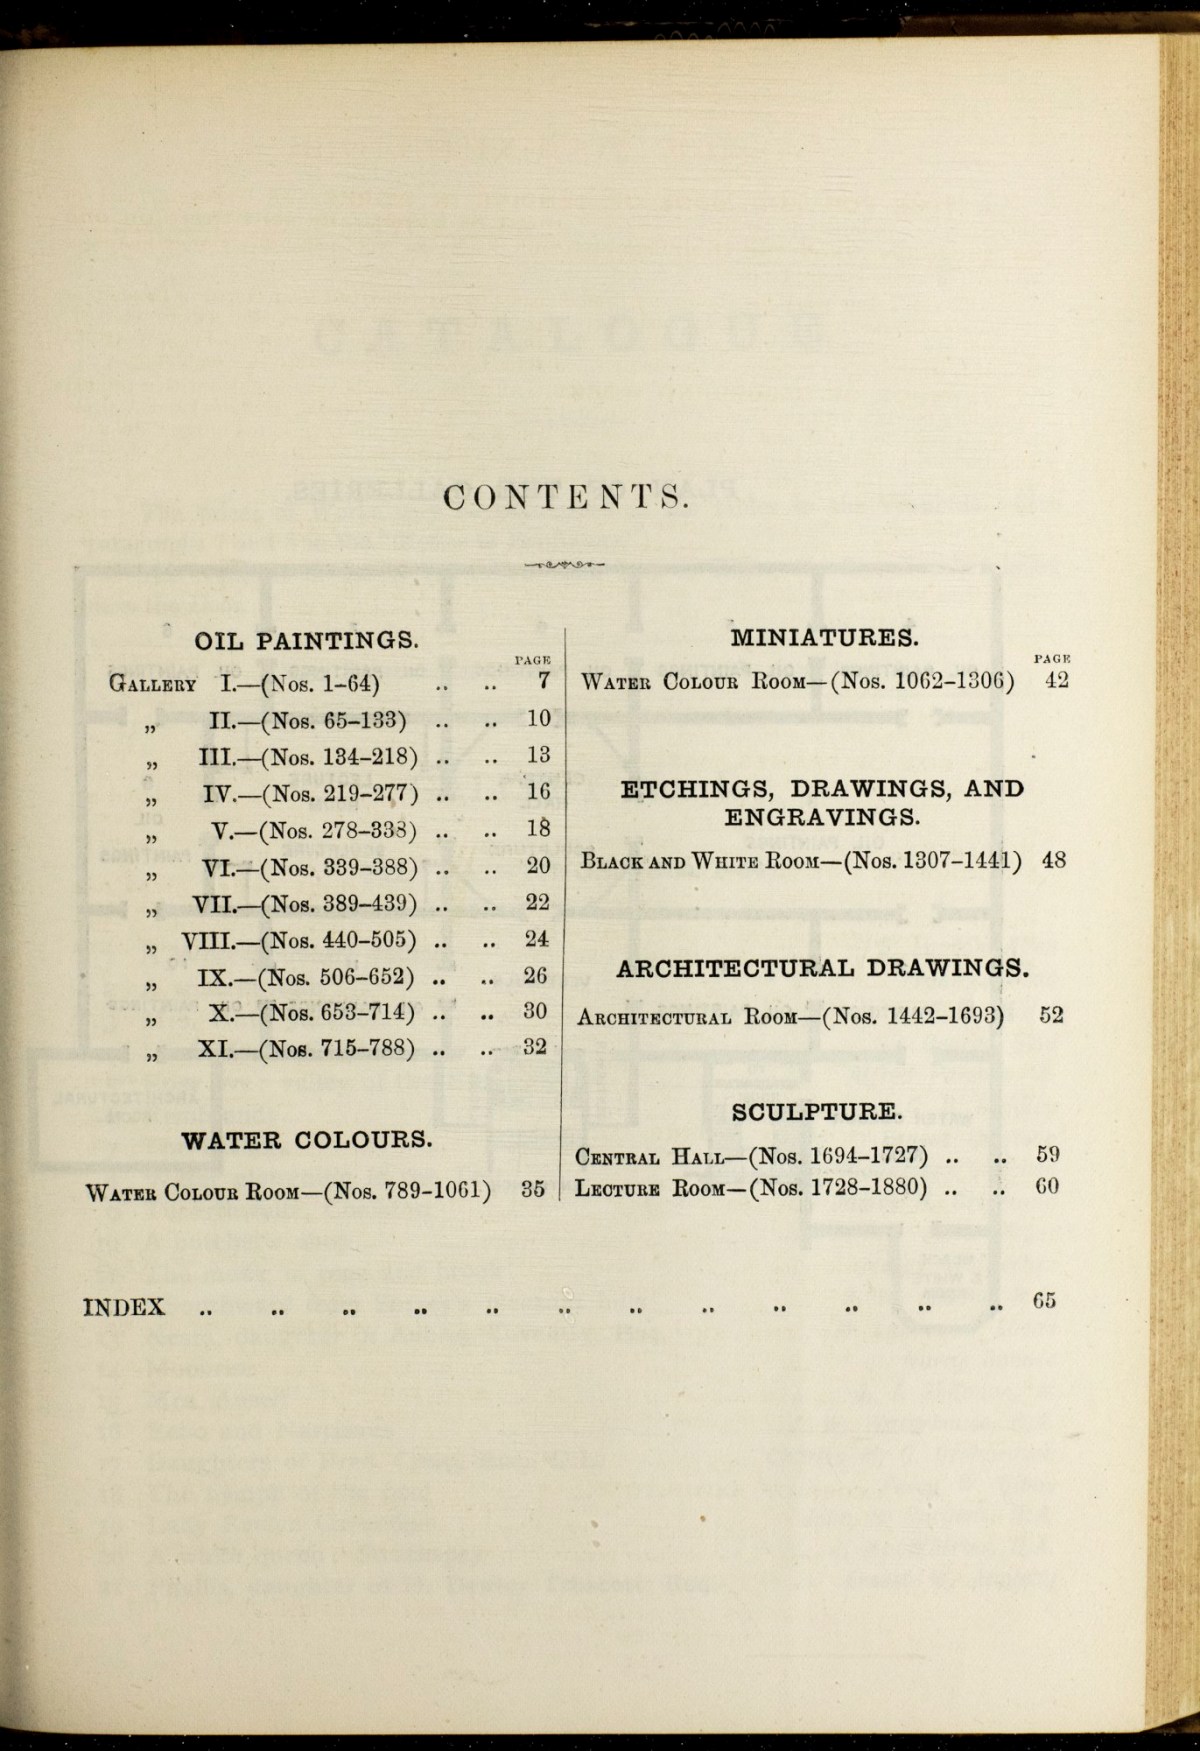 CONTENTS.
OIL PAINTINGS.
PAGE
GALLERY I.—(Nos. 1–64) .. .. 7
„ II.—(Nos. 65–133) .. .. 10
„ III.—(Nos. 134–218) .. .. 13
„ IV.—(Nos. 219–277) .. .. 16
„ V.—(Nos. 278–338) .. .. 18
„ VI.—(Nos. 339–388) .. .. 20
„ VII.—(Nos. 389–439) .. .. 22
„ VIII.—(Nos. 440–505) .. .. 24
„ IX.—(Nos. 506–652) .. .. 26
„ X.—(Nos. 653–714) .. .. 30
„ XI.—(Nos. 715–788) .. .. 32
WATER COLOURS.
WATER COLOUR ROOM—(Nos. 789–1061) 35
MINIATURES.
PAGE
WATER COLOUR ROOM—(Nos. 1062–1306) 42
ETCHINGS, DRAWINGS, AND
ENGRAVINGS.
BLACK AND WHITE ROOM—(Nos. 1307–1441) 48
ARCHITECTURAL DRAWINGS.
ARCHITECTURAL ROOM—(Nos. 1442–1693) 52
SCULPTURE.
CENTRAL HALL—(Nos. 1694–1727) .. .. 59
LECTURE ROOM—(Nos. 1728–1880) .. .. 60
INDEX .. .. .. .. .. .. .. .. .. .. .. .. 65